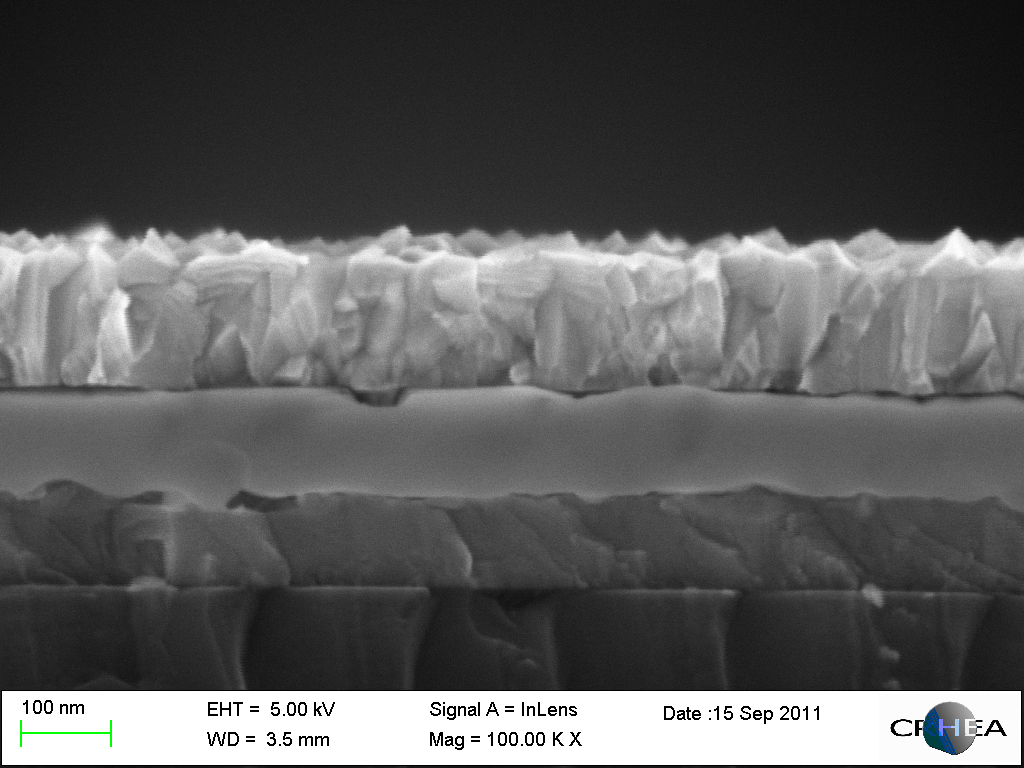 100 nm
EHT = 5.00 kV
WD = 3.5 mm
Signal A = InLens
Mag = 100.00 K X
Date :15 Sep 2011
CRHEA